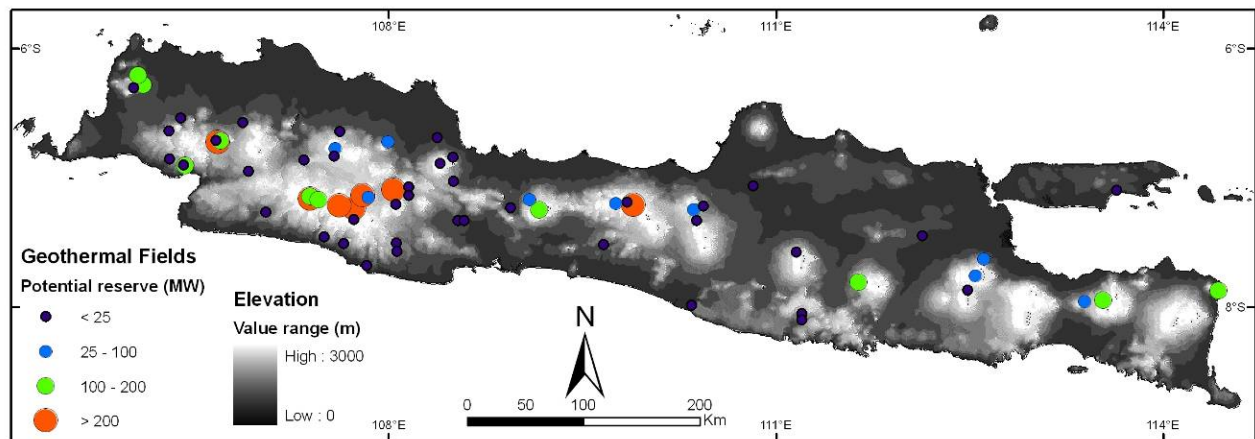 108°E 111°E 114°E
6°S 6°S
Geothermal Fields
Potential reserve (MW)
< 25
25 - 100
100 - 200
> 200
Elevation
Value range (m)
High : 3000
Low : 0
N
0 50 100 200
Km
8°S
108°E 111°E 114°E